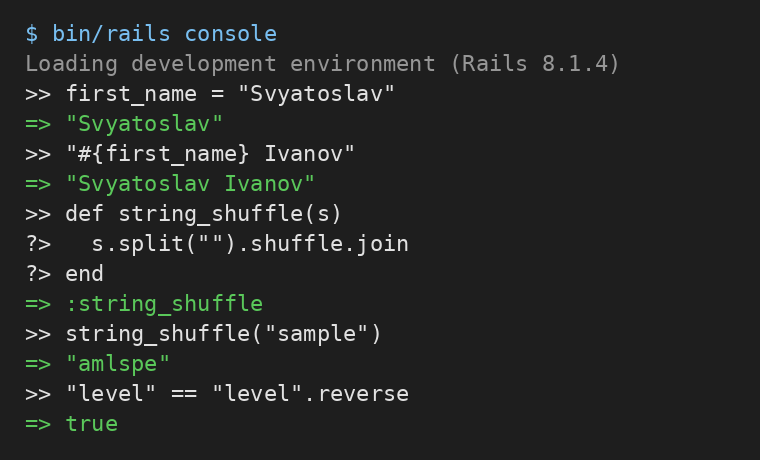 $ bin/rails console
Loading development environment (Rails 8.1.4)
>> first_name = "Svyatoslav"
=> "Svyatoslav"
>> "#{first_name} Ivanov"
=> "Svyatoslav Ivanov"
>> def string_shuffle(s)
?>   s.split("").shuffle.join
?> end
=> :string_shuffle
>> string_shuffle("sample")
=> "amlspe"
>> "level" == "level".reverse
=> true